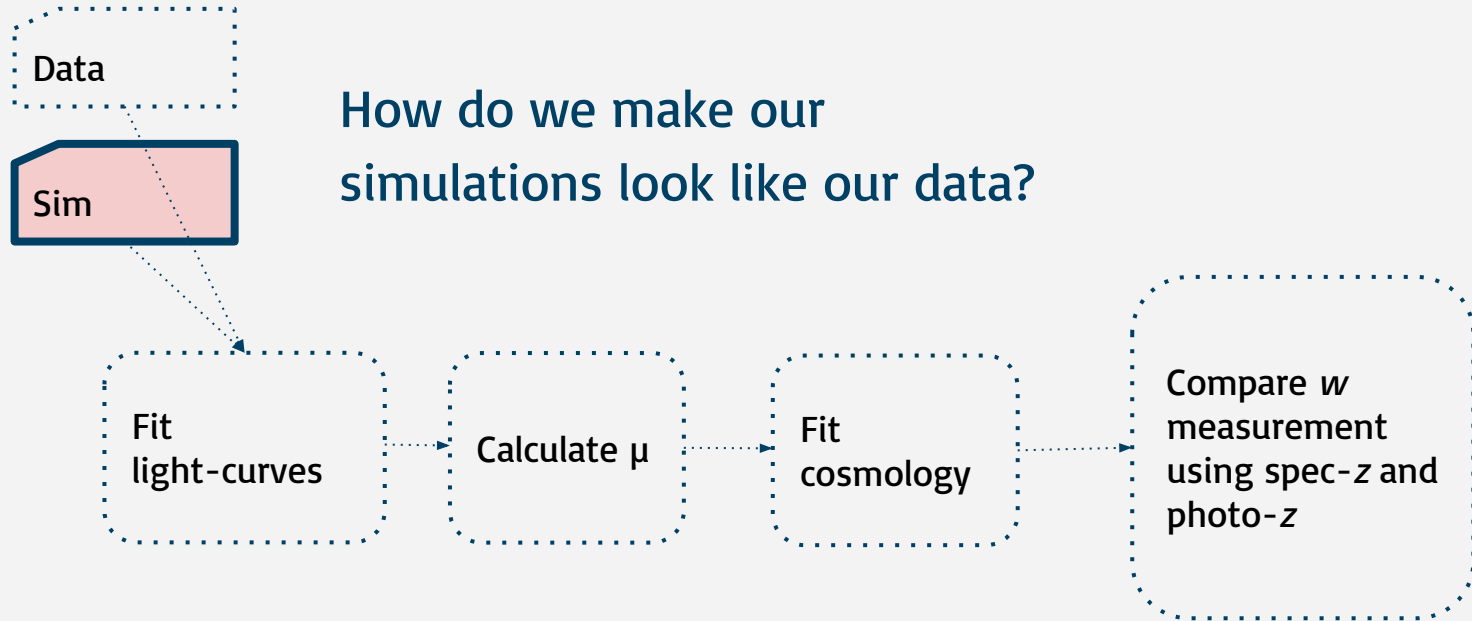 Data
How do we make our
simulations look like our data?
Sim
Fit
light-curves
Calculate μ
Fit
cosmology
Compare w
measurement
using spec-z and
photo-z